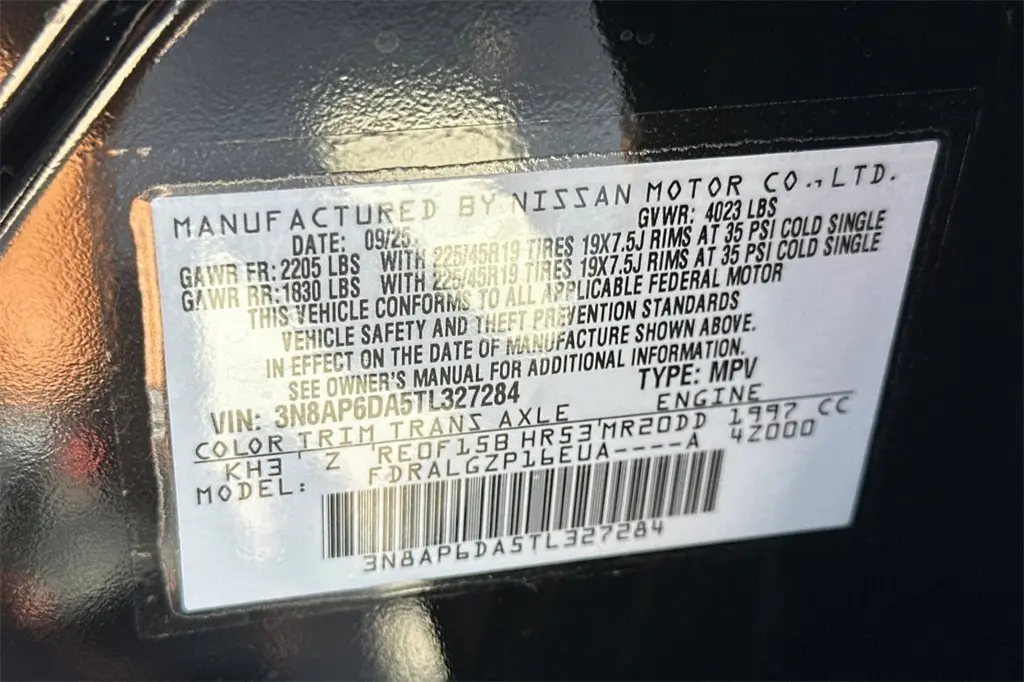 MANUFACTURED BY NISSAN MOTOR CO.,LTD.
DATE: 09/25 GVWR: 4023 LBS
GAWR FR: 2205 LBS WITH 225/45R19 TIRES 19X7.5J RIMS AT 35 PSI COLD SINGLE
GAWR RR: 1830 LBS WITH 225/45R19 TIRES 19X7.5J RIMS AT 35 PSI COLD SINGLE
THIS VEHICLE CONFORMS TO ALL APPLICABLE FEDERAL MOTOR
VEHICLE SAFETY AND THEFT PREVENTION STANDARDS
IN EFFECT ON THE DATE OF MANUFACTURE SHOWN ABOVE.
SEE OWNER'S MANUAL FOR ADDITIONAL INFORMATION.
VIN: 3N8AP6DA5TL327284 TYPE: MPV
COLOR TRIM TRANS AXLE ENGINE
KH3 Z RE0F15B HR53 MR20DD 1997 CC
MODEL: FDRALGZP16EUA----A 4Z000
3N8AP6DA5TL327284